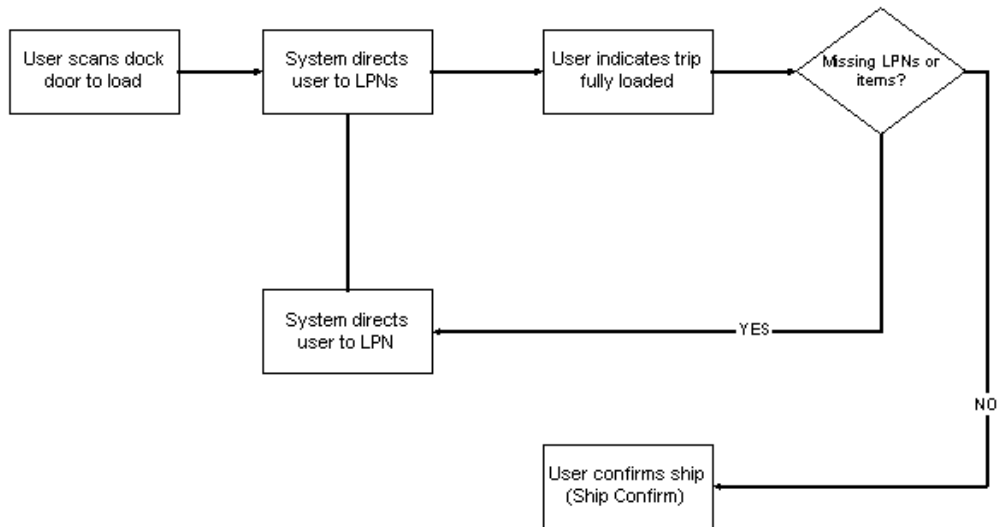 User scans dock
door to load
System directs
user to LPNs
User indicates trip
fully loaded
Missing LPNs or
items?
System directs
user to LPN
YES
NO
User confirms ship
(Ship Confirm)